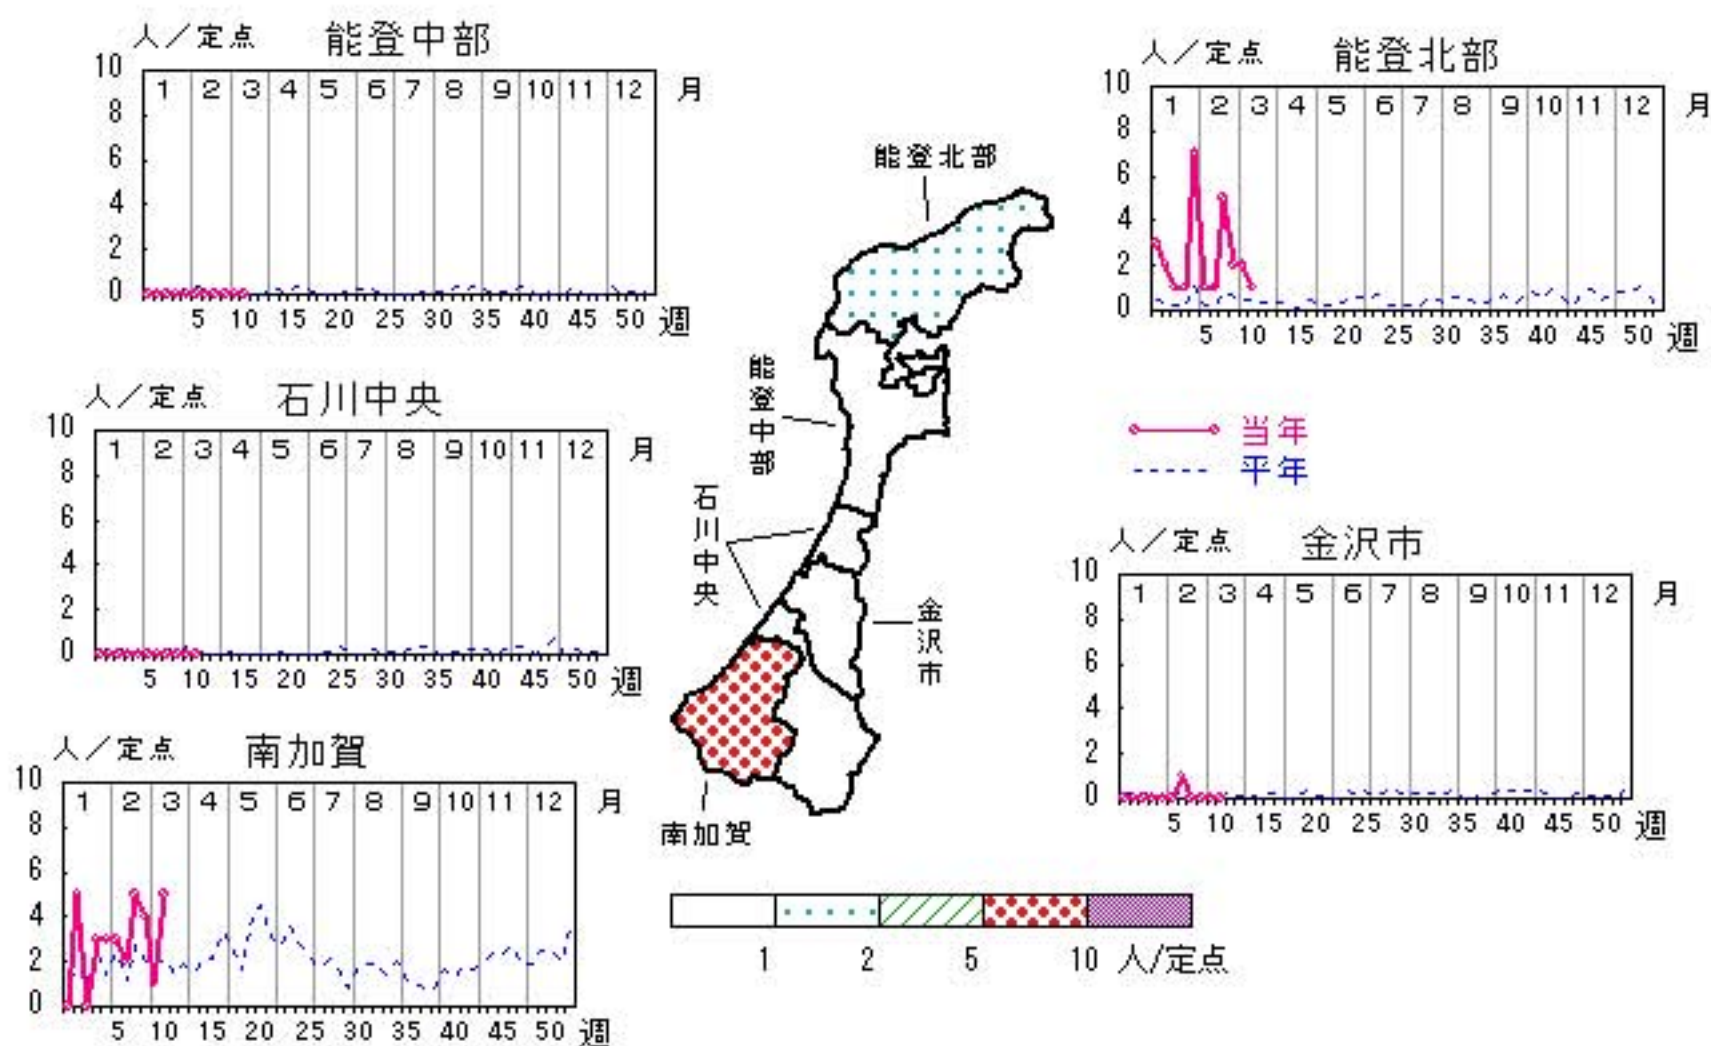 人／定点 能登中部
10 8 6 4 2 0
1 2 3 4 5 6 7 8 9 10 11 12 月
5 10 15 20 25 30 35 40 45 50 週
人／定点 能登北部
10 8 6 4 2 0
1 2 3 4 5 6 7 8 9 10 11 12 月
5 10 15 20 25 30 35 40 45 50 週
人／定点 石川中央
10 8 6 4 2 0
1 2 3 4 5 6 7 8 9 10 11 12 月
5 10 15 20 25 30 35 40 45 50 週
能登北部
能登中部
石川中央
金沢市
南加賀
当年
平年
人／定点 金沢市
10 8 6 4 2 0
1 2 3 4 5 6 7 8 9 10 11 12 月
5 10 15 20 25 30 35 40 45 50 週
人／定点 南加賀
10 8 6 4 2 0
1 2 3 4 5 6 7 8 9 10 11 12 月
5 10 15 20 25 30 35 40 45 50 週
1 2 5 10 人/定点